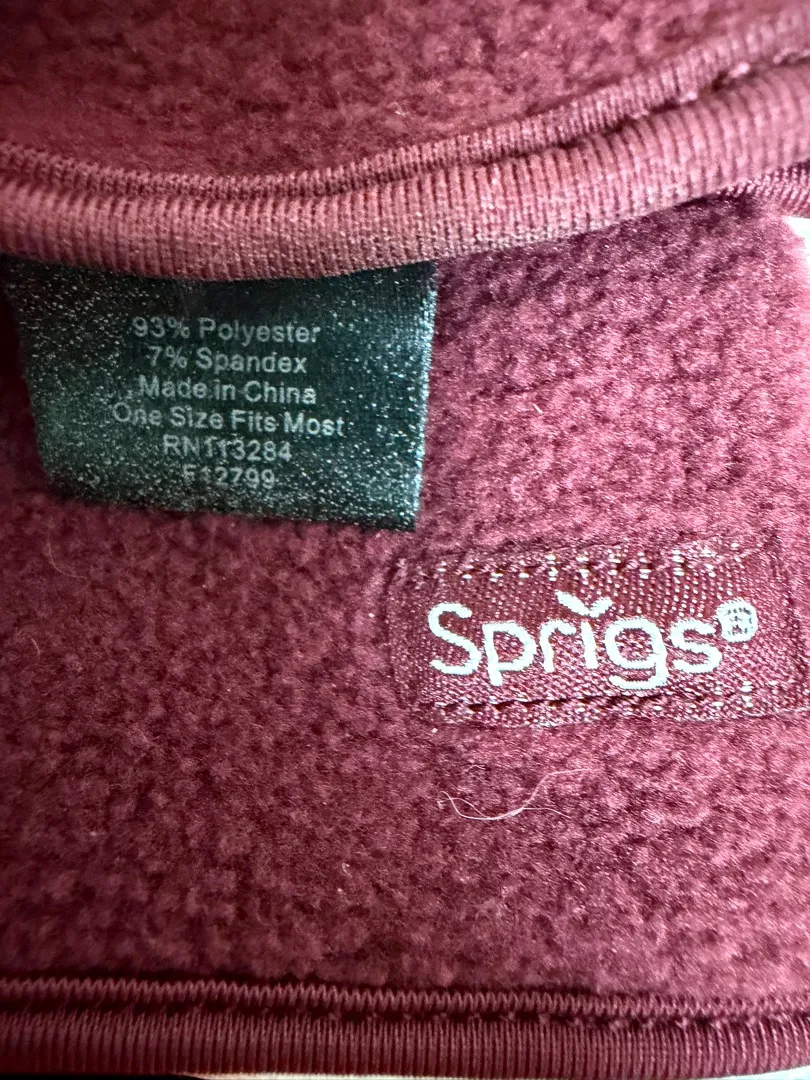 93% Polyester
7% Spandex
Made in China
One Size Fits Most
RN113284
F12799
Sprigs®